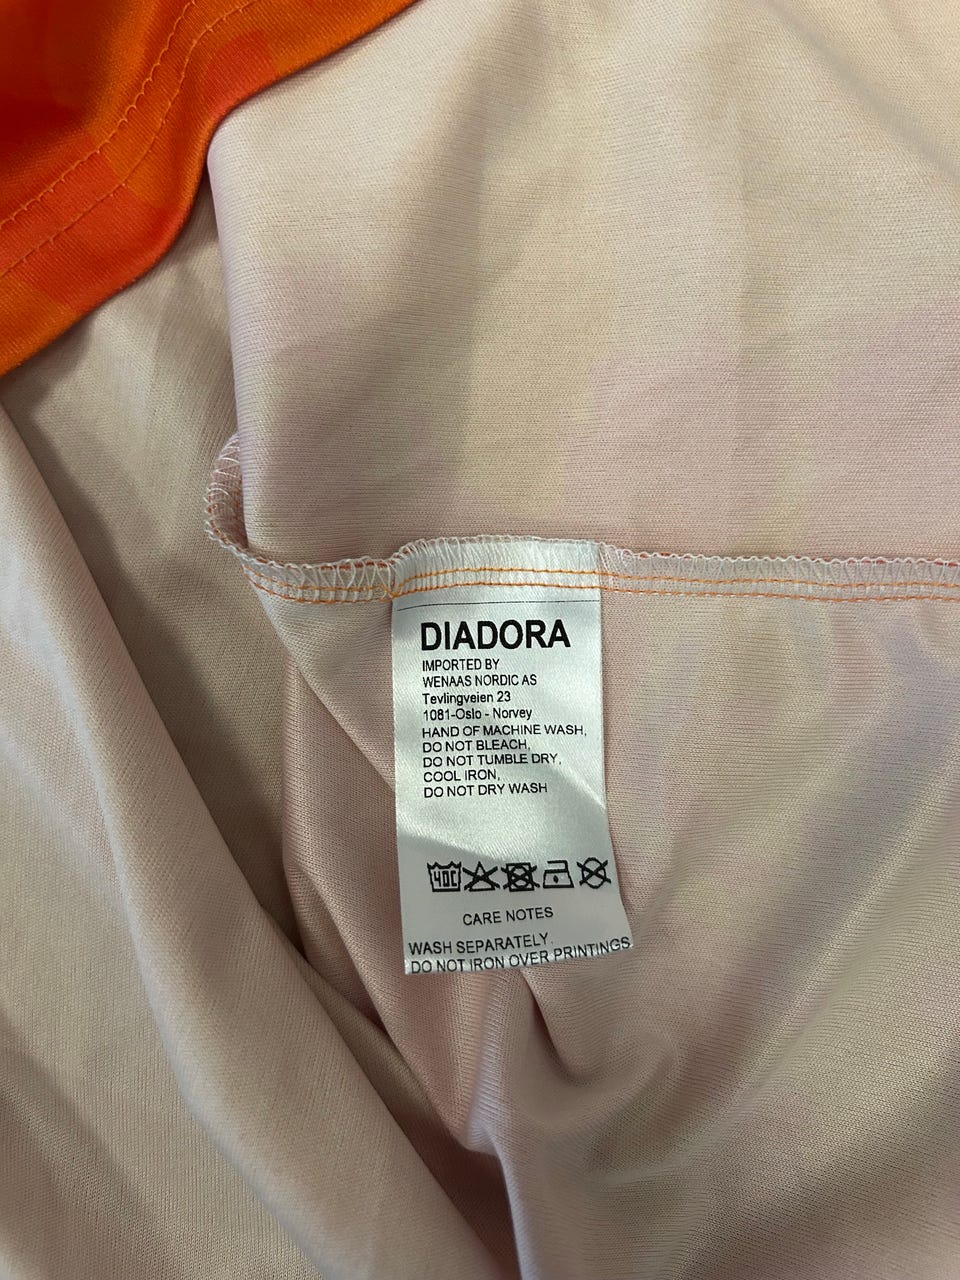 DIADORA
IMPORTED BY
WENAAS NORDIC AS
Tevlingveien 23
1081-Oslo - Norvey
HAND OF MACHINE WASH,
DO NOT BLEACH,
DO NOT TUMBLE DRY,
COOL IRON,
DO NOT DRY WASH
40C
CARE NOTES
WASH SEPARATELY.
DO NOT IRON OVER PRINTINGS.